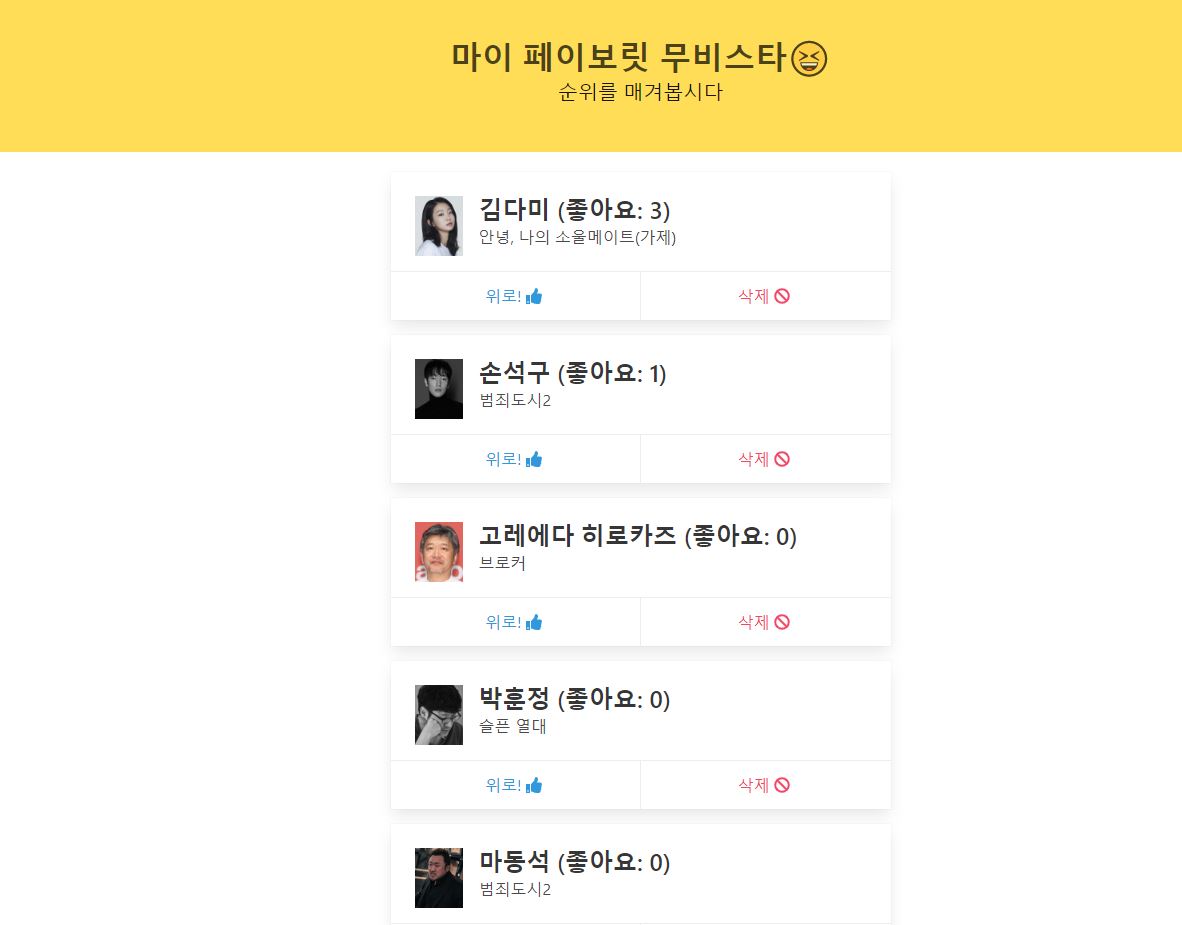 마이 페이보릿 무비스타😆
순위를 매겨봅시다
김다미 (좋아요: 3)
안녕, 나의 소울메이트(가제)
위로!
삭제
손석구 (좋아요: 1)
범죄도시2
위로!
삭제
고레에다 히로카즈 (좋아요: 0)
브로커
위로!
삭제
박훈정 (좋아요: 0)
슬픈 열대
위로!
삭제
마동석 (좋아요: 0)
범죄도시2